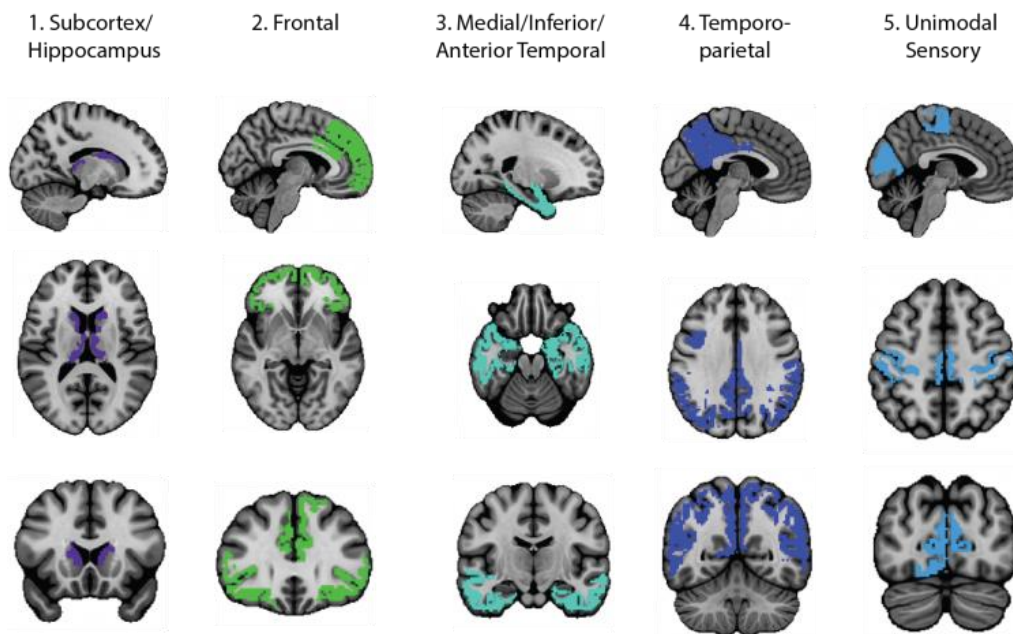 1. Subcortex/
Hippocampus
2. Frontal
3. Medial/Inferior/
Anterior Temporal
4. Temporo-
parietal
5. Unimodal
Sensory